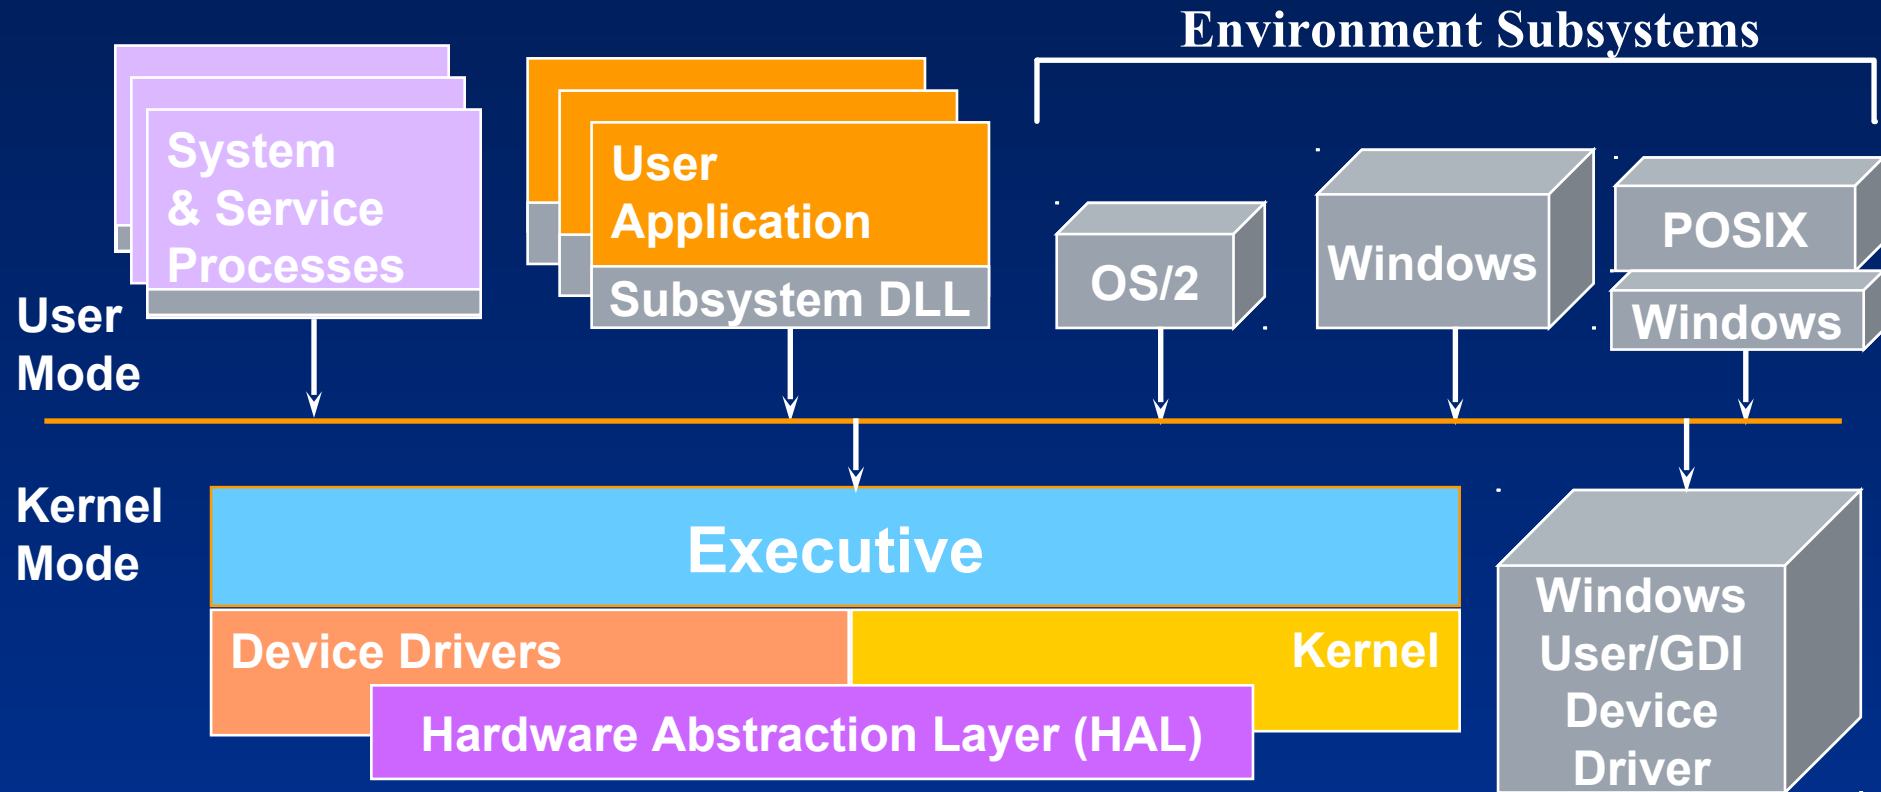 Environment Subsystems
System
& Service
Processes
User
Application
Subsystem DLL
OS/2
Windows
POSIX
Windows
User
Mode
Kernel
Mode
Executive
Device Drivers
Kernel
Hardware Abstraction Layer (HAL)
Windows
User/GDI
Device
Driver